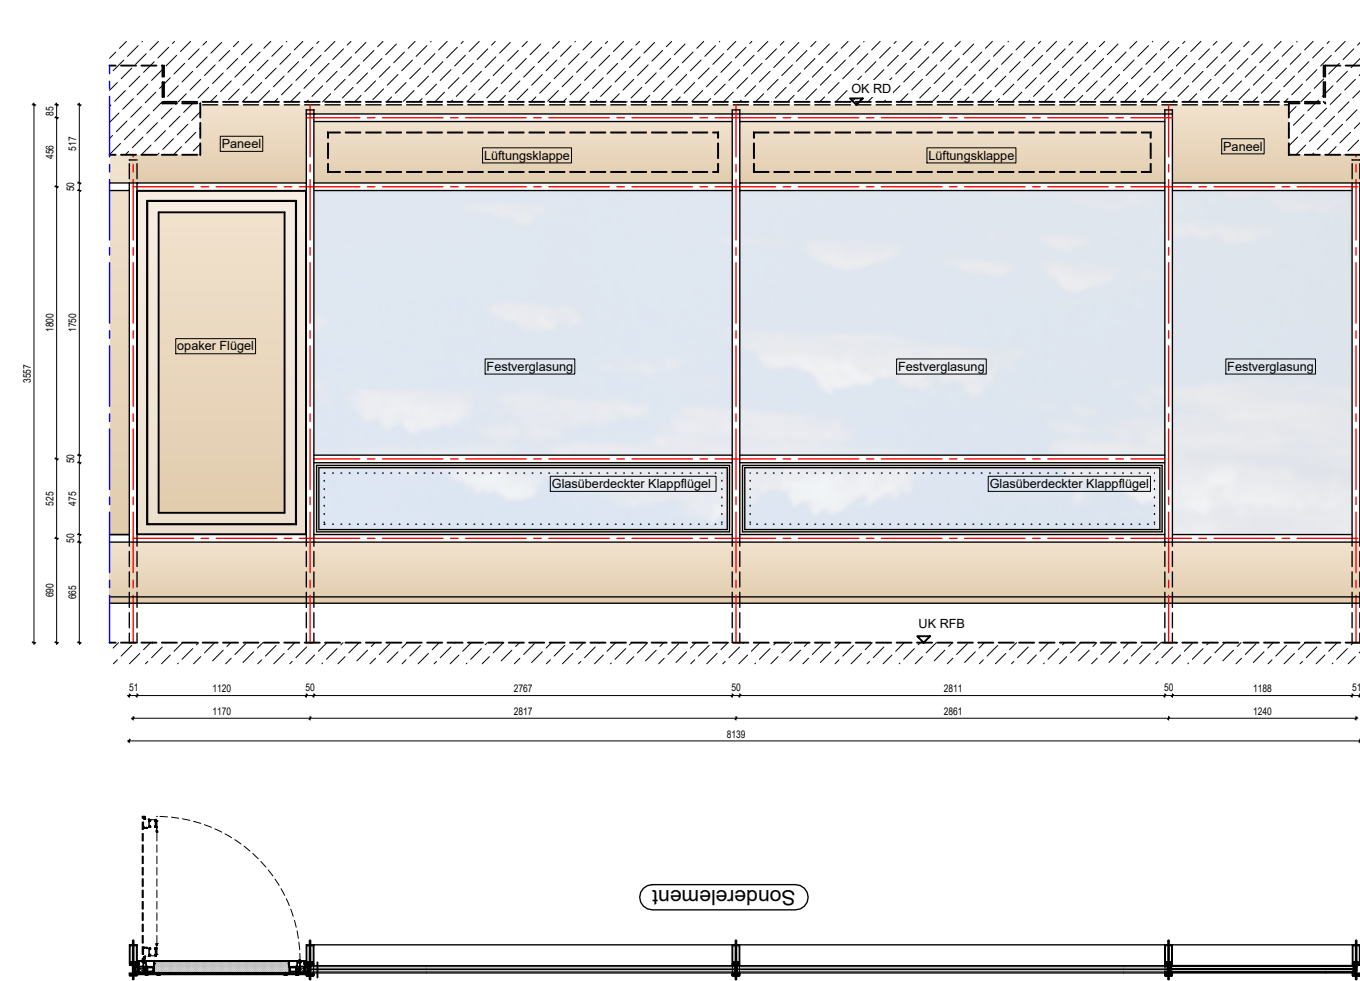 OK RD
Paneel
Lüftungsklappe
Lüftungsklappe
Paneel
opaker Flügel
Festverglasung
Festverglasung
Festverglasung
Glasüberdeckter Klappflügel
Glasüberdeckter Klappflügel
UK RFB
3557
85
456
1800
525
690
517
50
1750
50
475
50
665
51
1120
50
2767
50
2811
50
1188
51
1170
2817
2861
1240
8139
Sonderelement